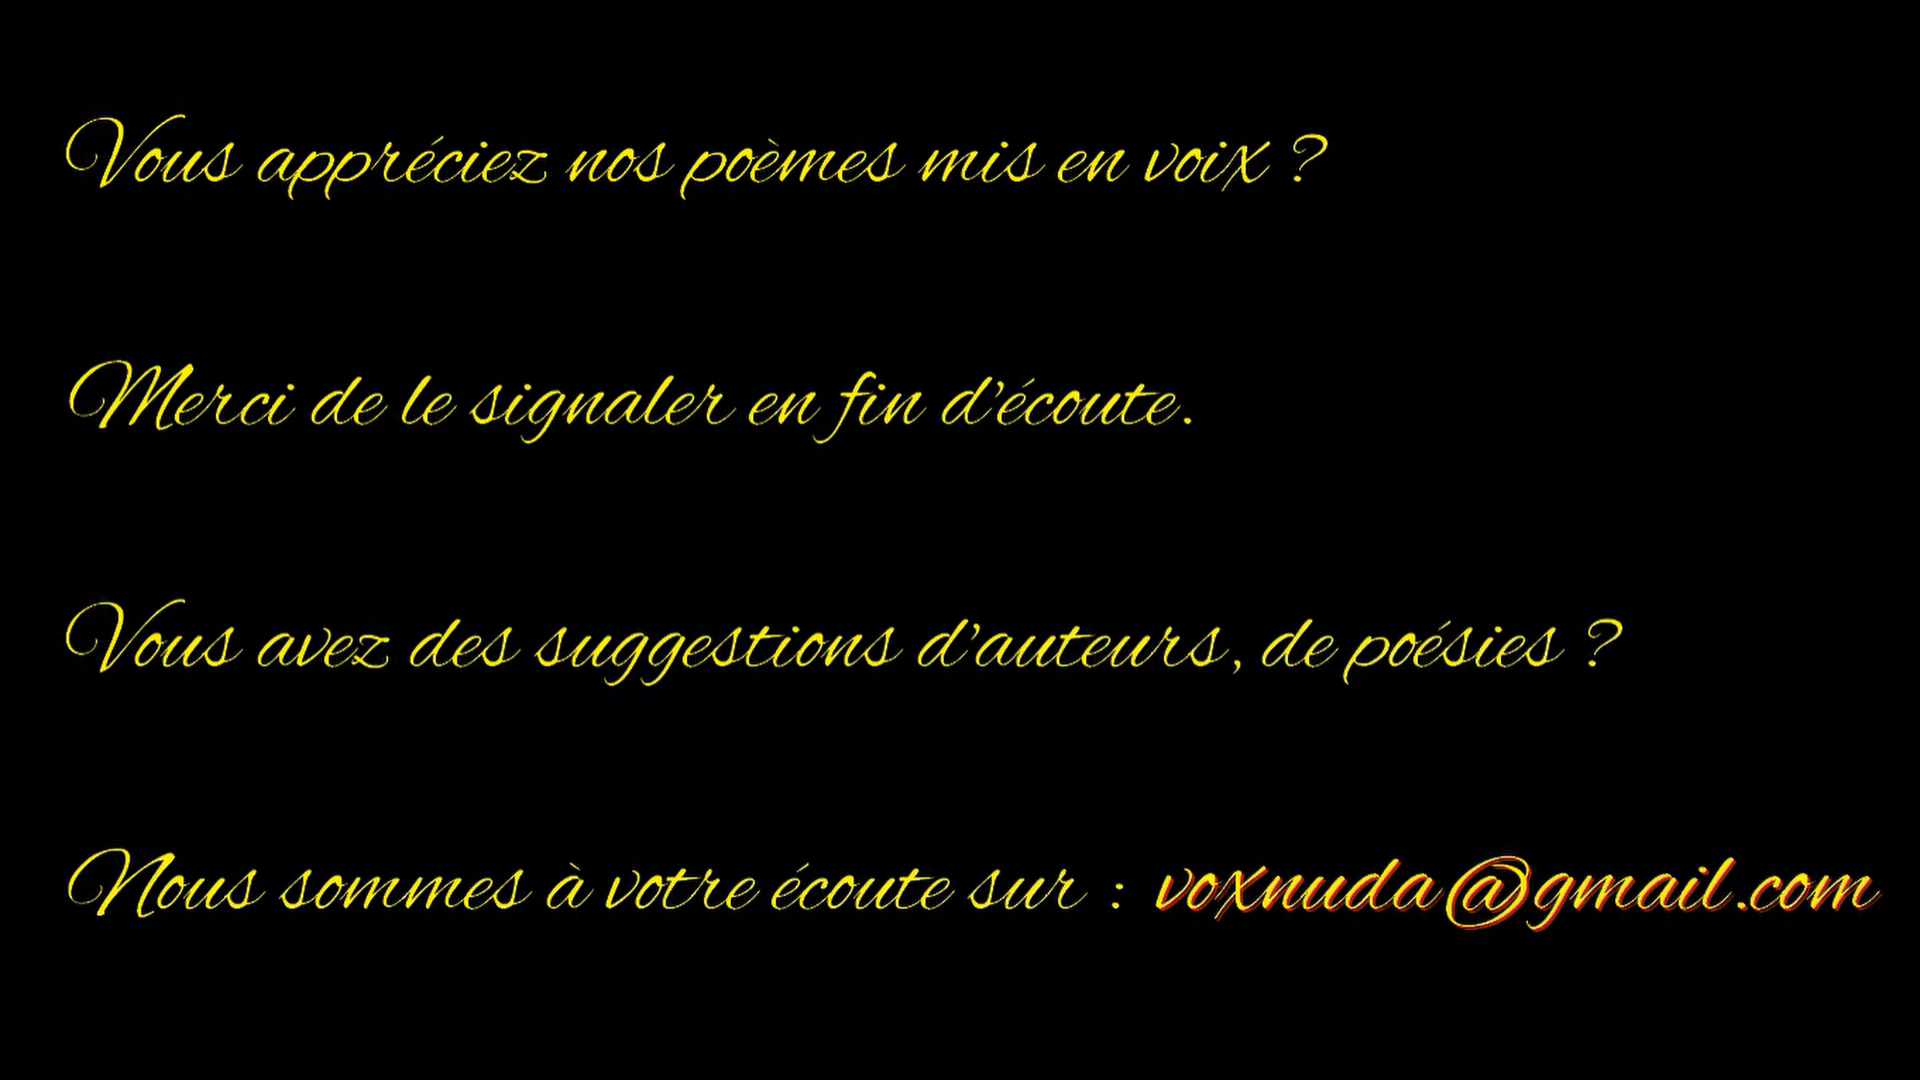 Vous appréciez nos poèmes mis en voix ?
Merci de le signaler en fin d'écoute.
Vous avez des suggestions d'auteurs, de poésies ?
Nous sommes à votre écoute sur : voxnuda@gmail.com